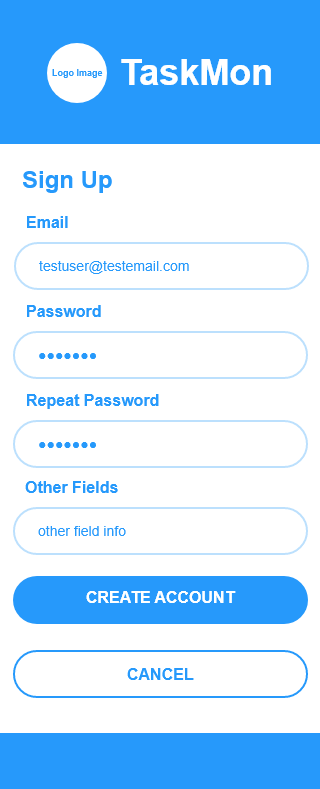 Logo Image
TaskMon
Sign Up
Email
testuser@testemail.com
Password
•••••••
Repeat Password
•••••••
Other Fields
other field info
CREATE ACCOUNT
CANCEL